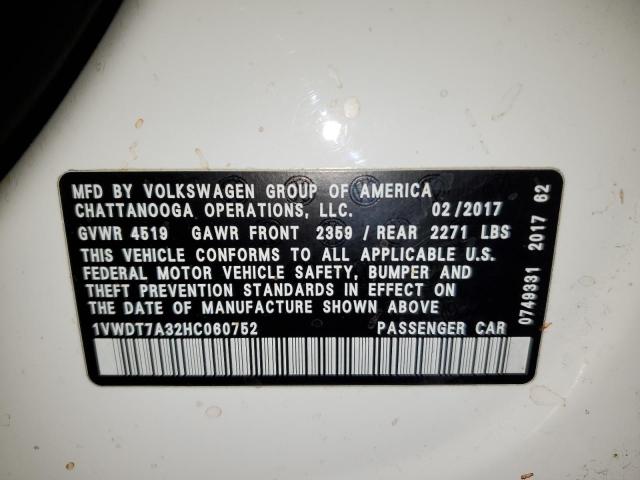 MFD BY VOLKSWAGEN GROUP OF AMERICA
CHATTANOOGA OPERATIONS, LLC. 02/2017
GVWR 4519 GAWR FRONT 2359 / REAR 2271 LBS
THIS VEHICLE CONFORMS TO ALL APPLICABLE U.S.
FEDERAL MOTOR VEHICLE SAFETY, BUMPER AND
THEFT PREVENTION STANDARDS IN EFFECT ON
THE DATE OF MANUFACTURE SHOWN ABOVE
1VWDT7A32HC060752 PASSENGER CAR
0749331 2017 62